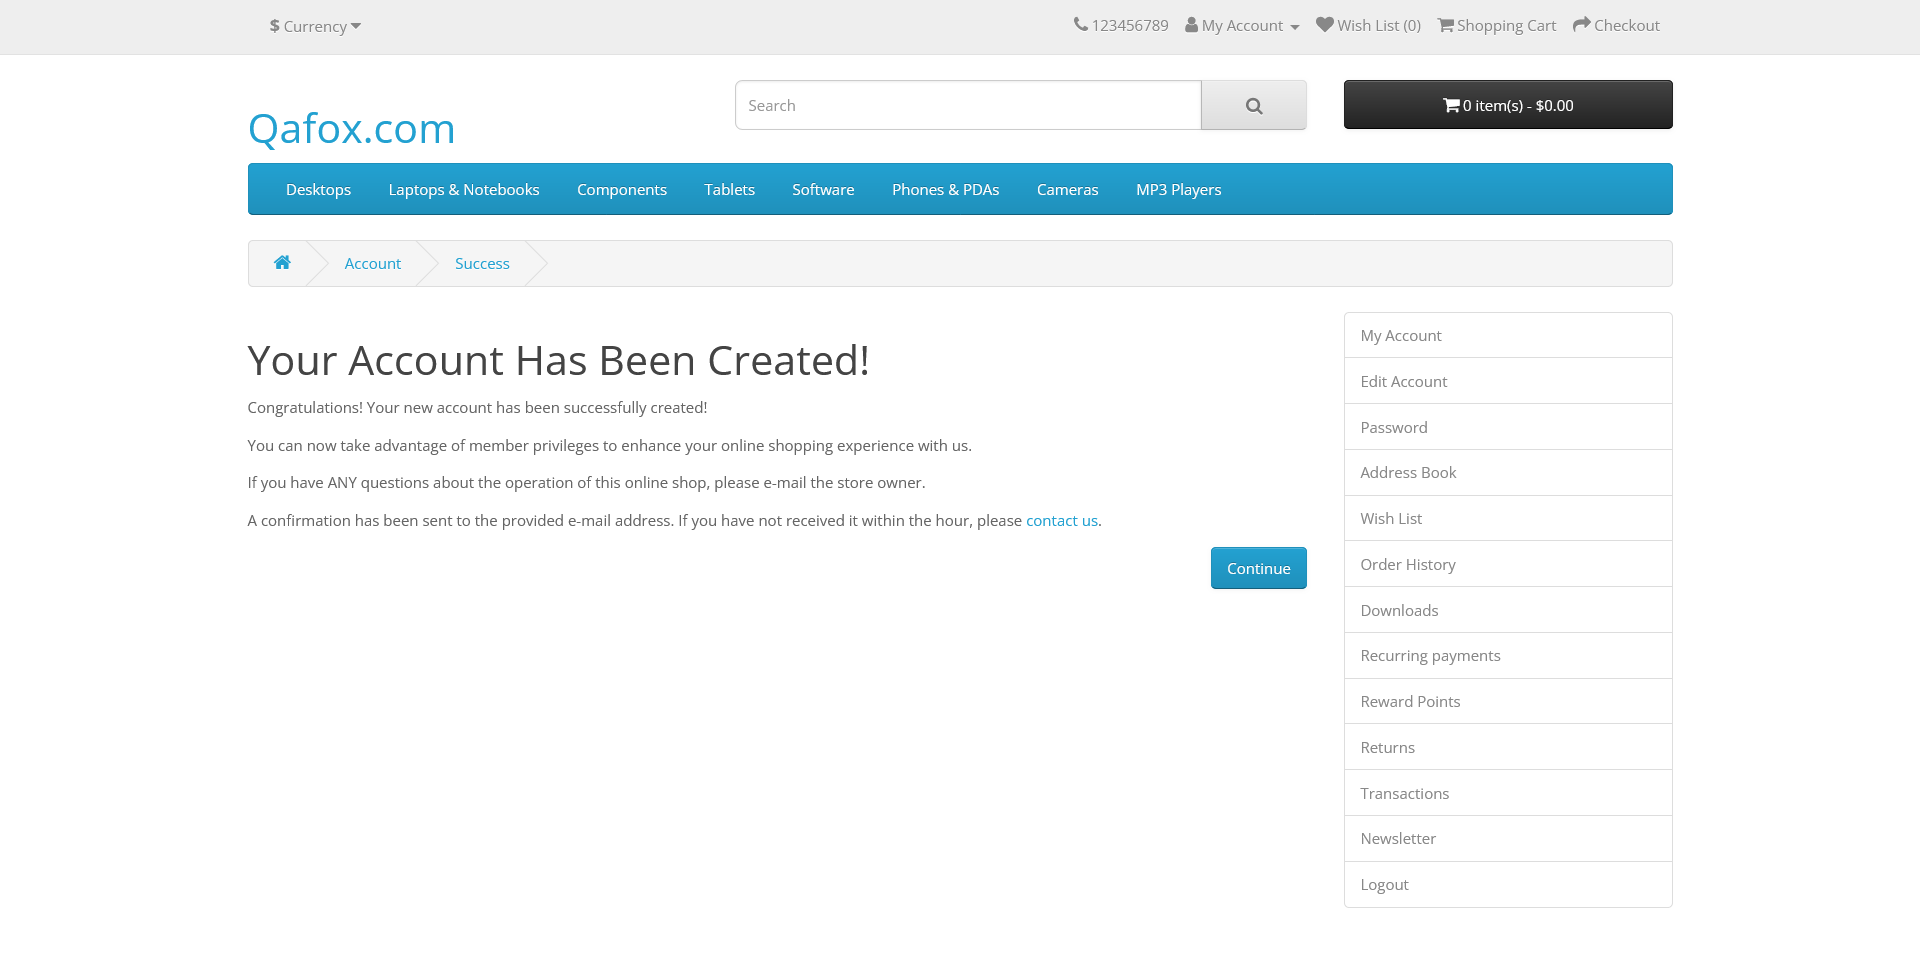 $ Currency
123456789 My Account Wish List (0) Shopping Cart Checkout
Search
0 item(s) - $0.00
Qafox.com
Desktops Laptops & Notebooks Components Tablets Software Phones & PDAs Cameras MP3 Players
Account Success
Your Account Has Been Created!
Congratulations! Your new account has been successfully created!
You can now take advantage of member privileges to enhance your online shopping experience with us.
If you have ANY questions about the operation of this online shop, please e-mail the store owner.
A confirmation has been sent to the provided e-mail address. If you have not received it within the hour, please contact us.
Continue
My Account
Edit Account
Password
Address Book
Wish List
Order History
Downloads
Recurring payments
Reward Points
Returns
Transactions
Newsletter
Logout